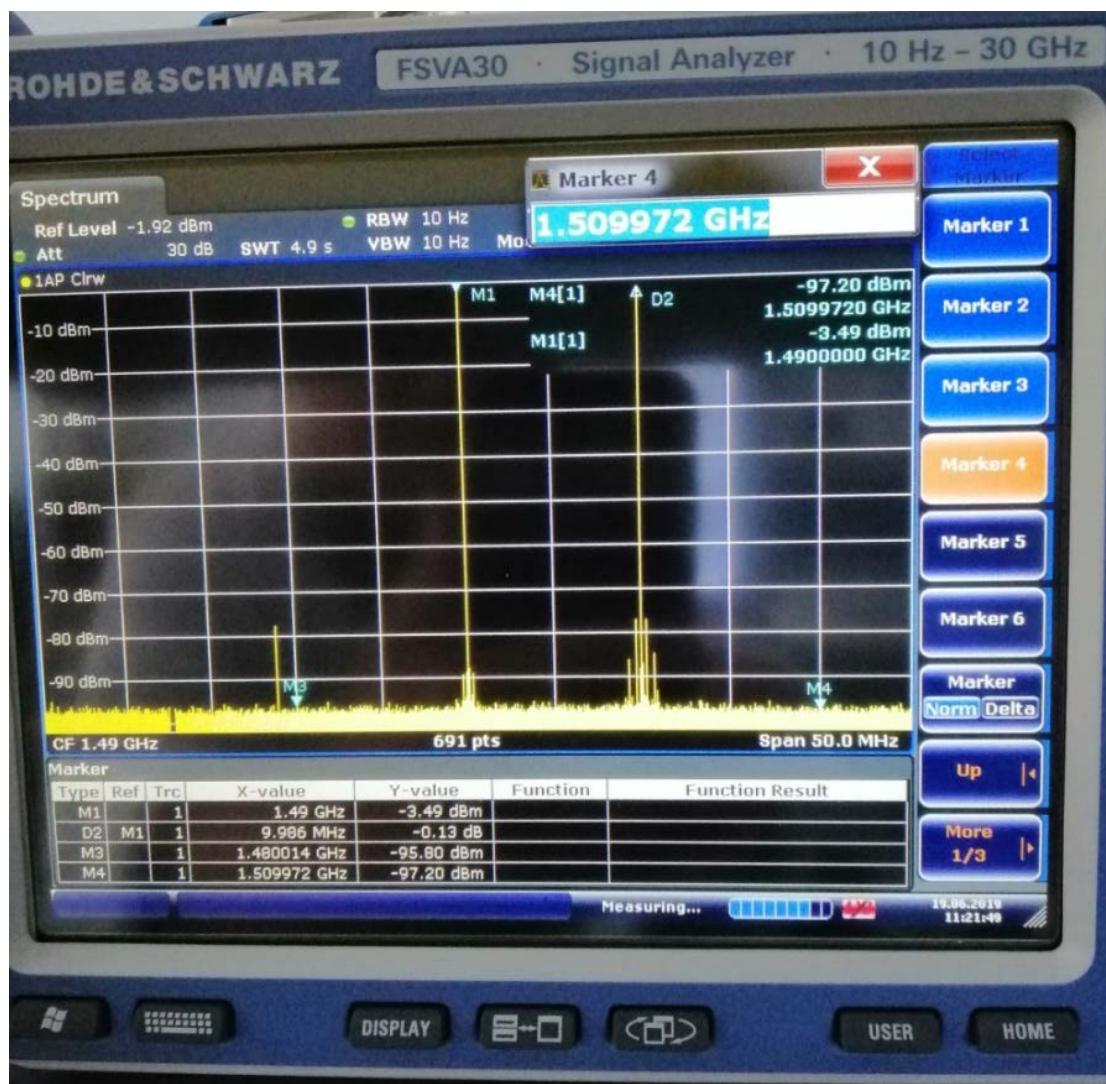 ROHDE&SCHWARZ FSVA30 · Signal Analyzer · 10 Hz – 30 GHz
Spectrum
Ref Level -1.92 dBm RBW 10 Hz
Att 30 dB SWT 4.9 s VBW 10 Hz Mo
Marker 4 X
1.509972 GHz
1AP Clrw
M1 M4[1] D2 -97.20 dBm
1.5099720 GHz
M1[1] -3.49 dBm
1.4900000 GHz
-10 dBm
-20 dBm
-30 dBm
-40 dBm
-50 dBm
-60 dBm
-70 dBm
-80 dBm
-90 dBm
M3 M4
CF 1.49 GHz 691 pts Span 50.0 MHz
Marker
Type Ref Trc X-value Y-value Function Function Result
M1 1 1.49 GHz -3.49 dBm
D2 M1 1 9.986 MHz -0.13 dB
M3 1 1.480014 GHz -95.80 dBm
M4 1 1.509972 GHz -97.20 dBm
Measuring... 19.06.2019
11:21:49
Select
Marker
Marker 1
Marker 2
Marker 3
Marker 4
Marker 5
Marker 6
Marker
Norm Delta
Up
More
1/3
DISPLAY USER HOME